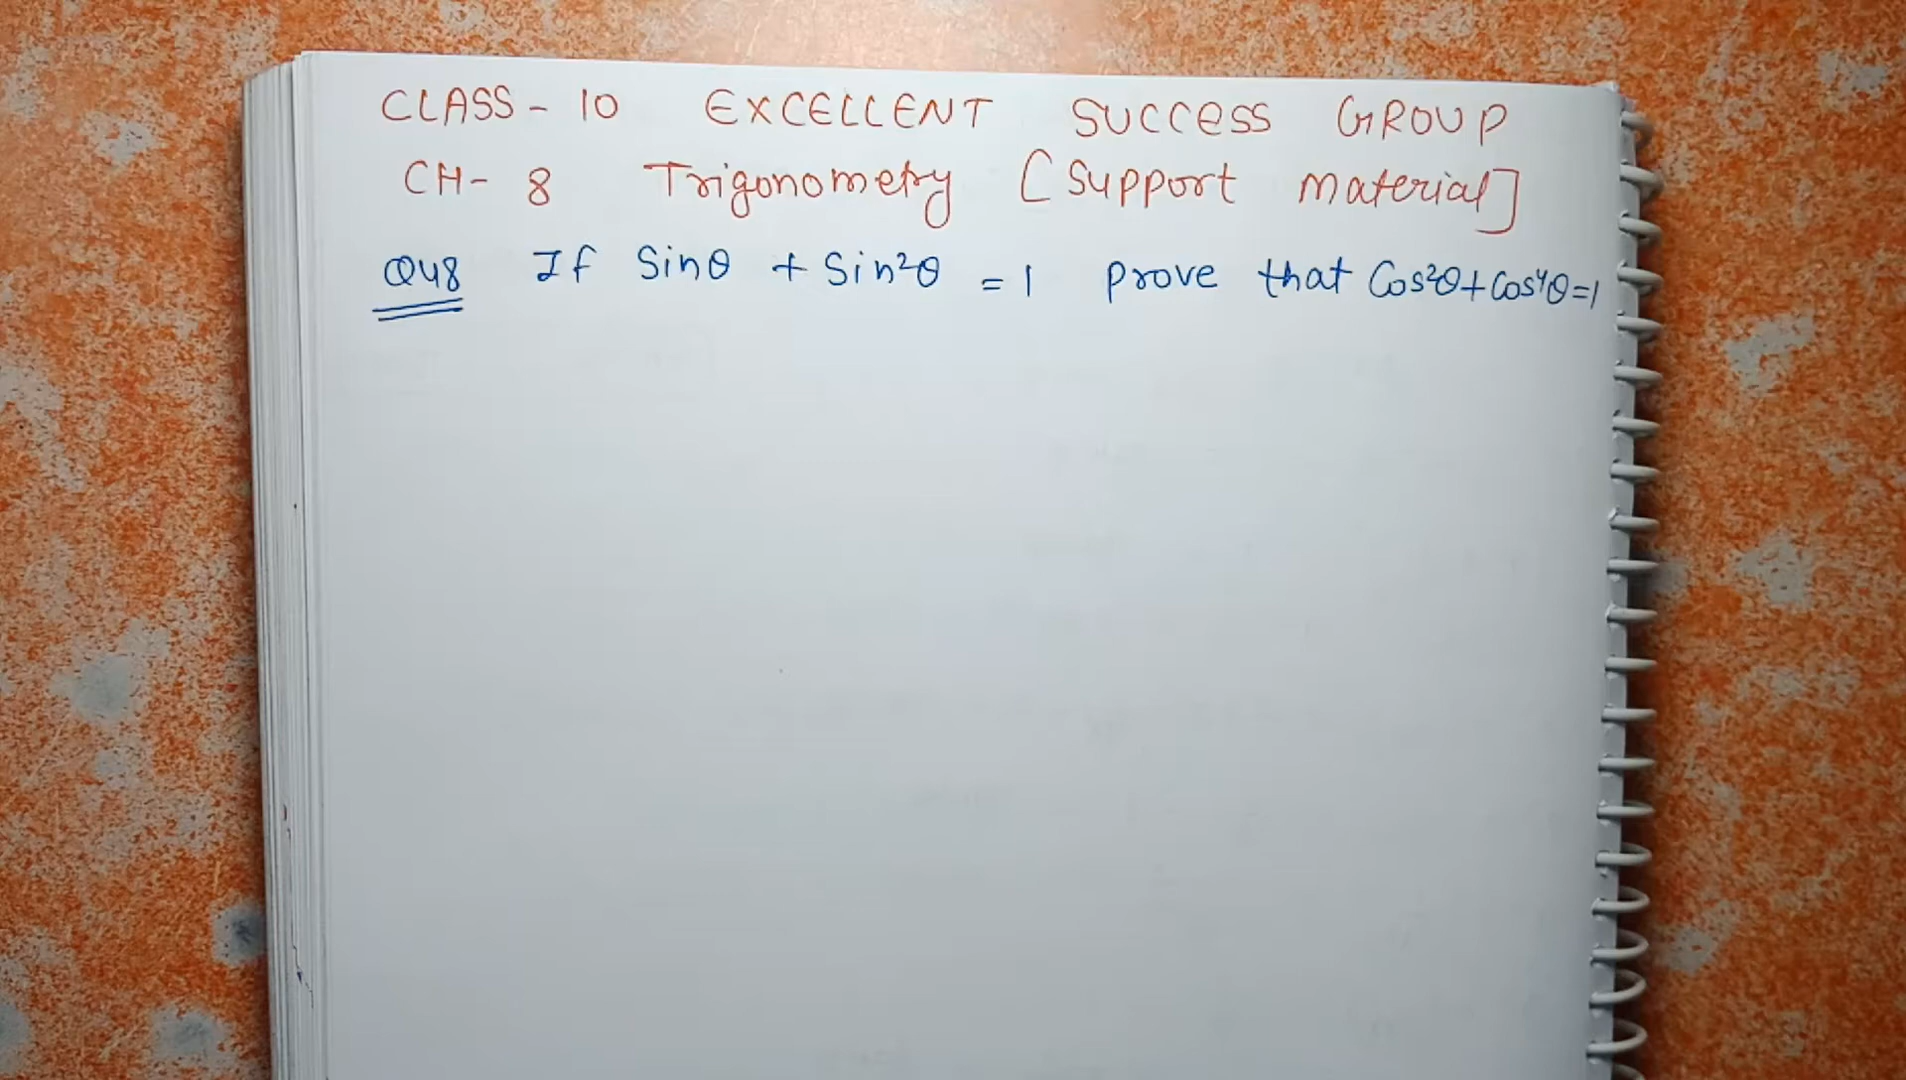 CLASS - 10 EXCELLENT SUCCESS GROUP
CH- 8 Trigonometry [Support material]
Q48 If Sinθ + Sin²θ = 1 prove that Cos²θ+Cos⁴θ=1